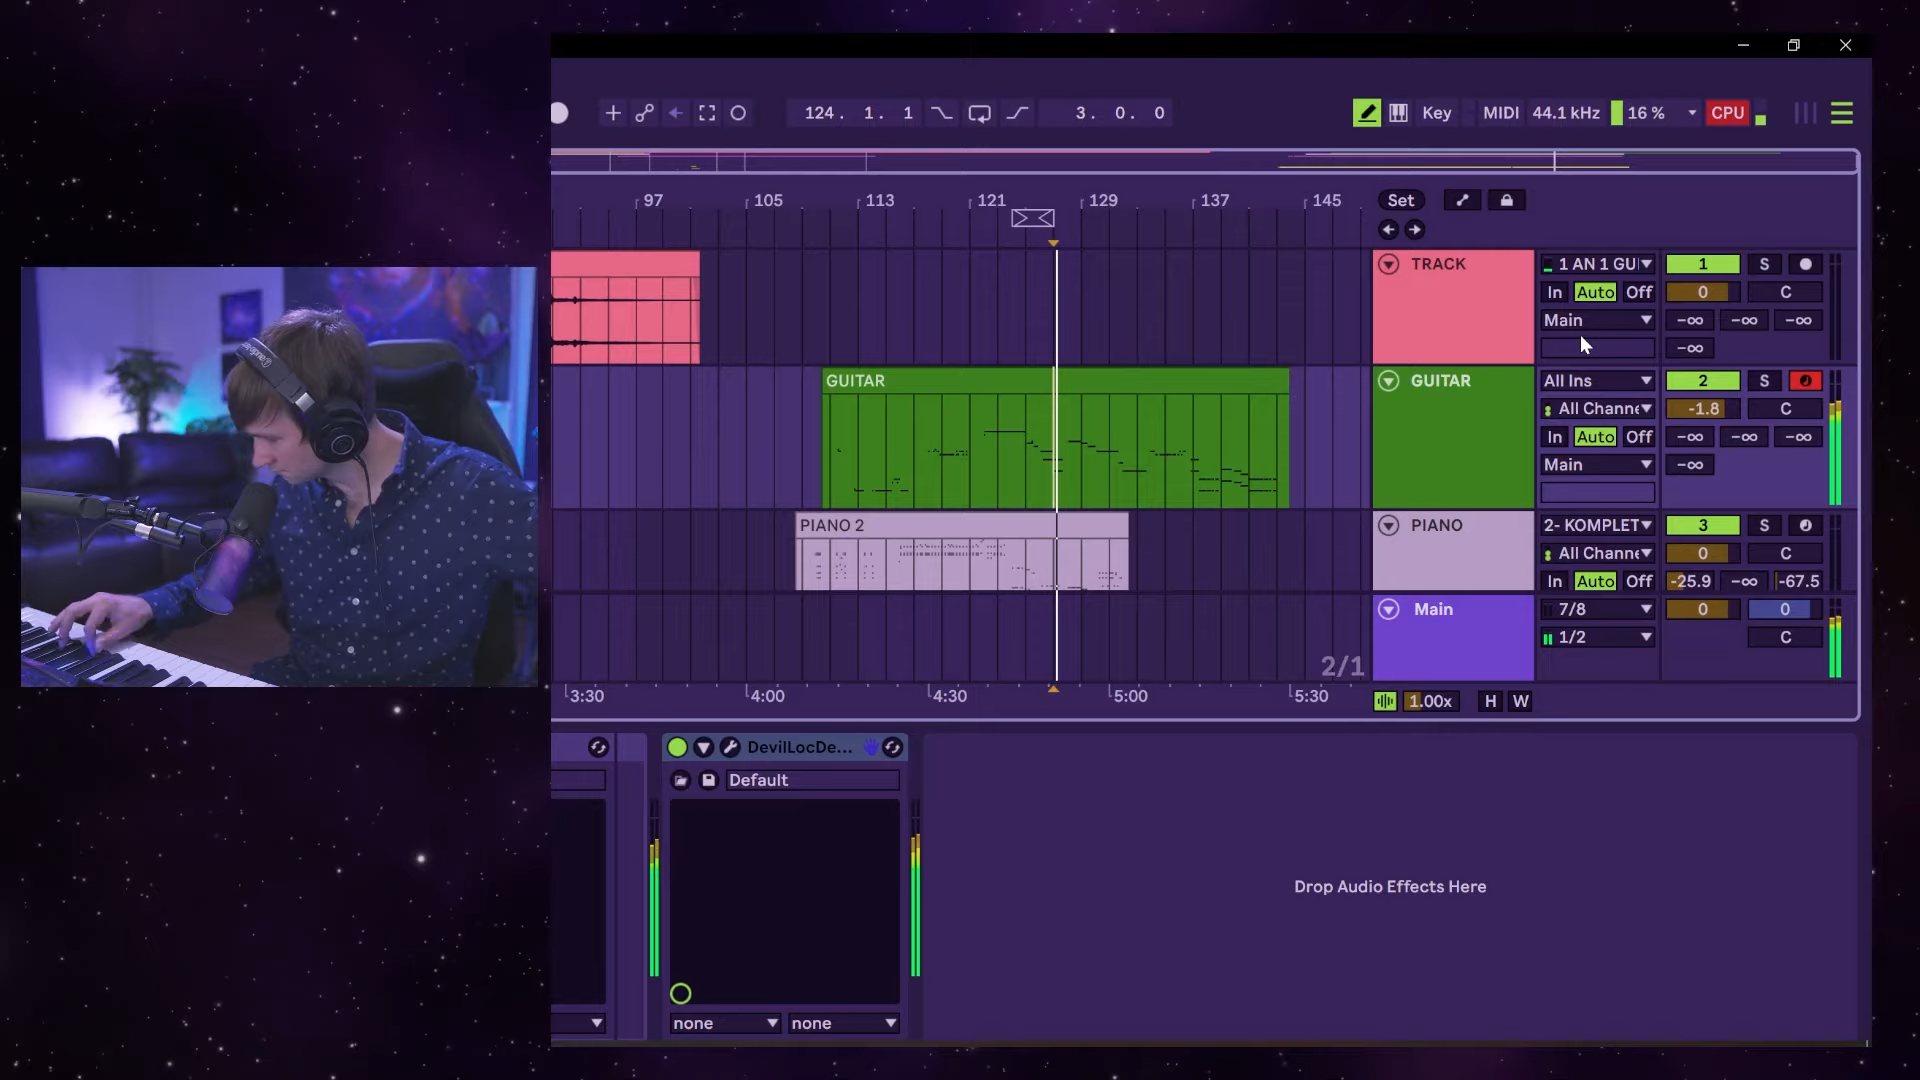 124. 1. 1
3. 0. 0
Key
MIDI
44.1 kHz
16 %
CPU
97
105
113
121
129
137
145
Set
TRACK
1 AN 1 GUI
1
S
In
Auto
Off
0
C
Main
-∞
-∞
-∞
-∞
GUITAR
GUITAR
All Ins
2
S
All Channe
-1.8
C
In
Auto
Off
-∞
-∞
-∞
Main
-∞
PIANO 2
PIANO
2- KOMPLET
3
S
All Channe
0
C
In
Auto
Off
-25.9
-∞
-67.5
Main
7/8
0
0
1/2
C
2/1
3:30
4:00
4:30
5:00
5:30
1.00x
H
W
DevilLocDe...
Default
Drop Audio Effects Here
none
none